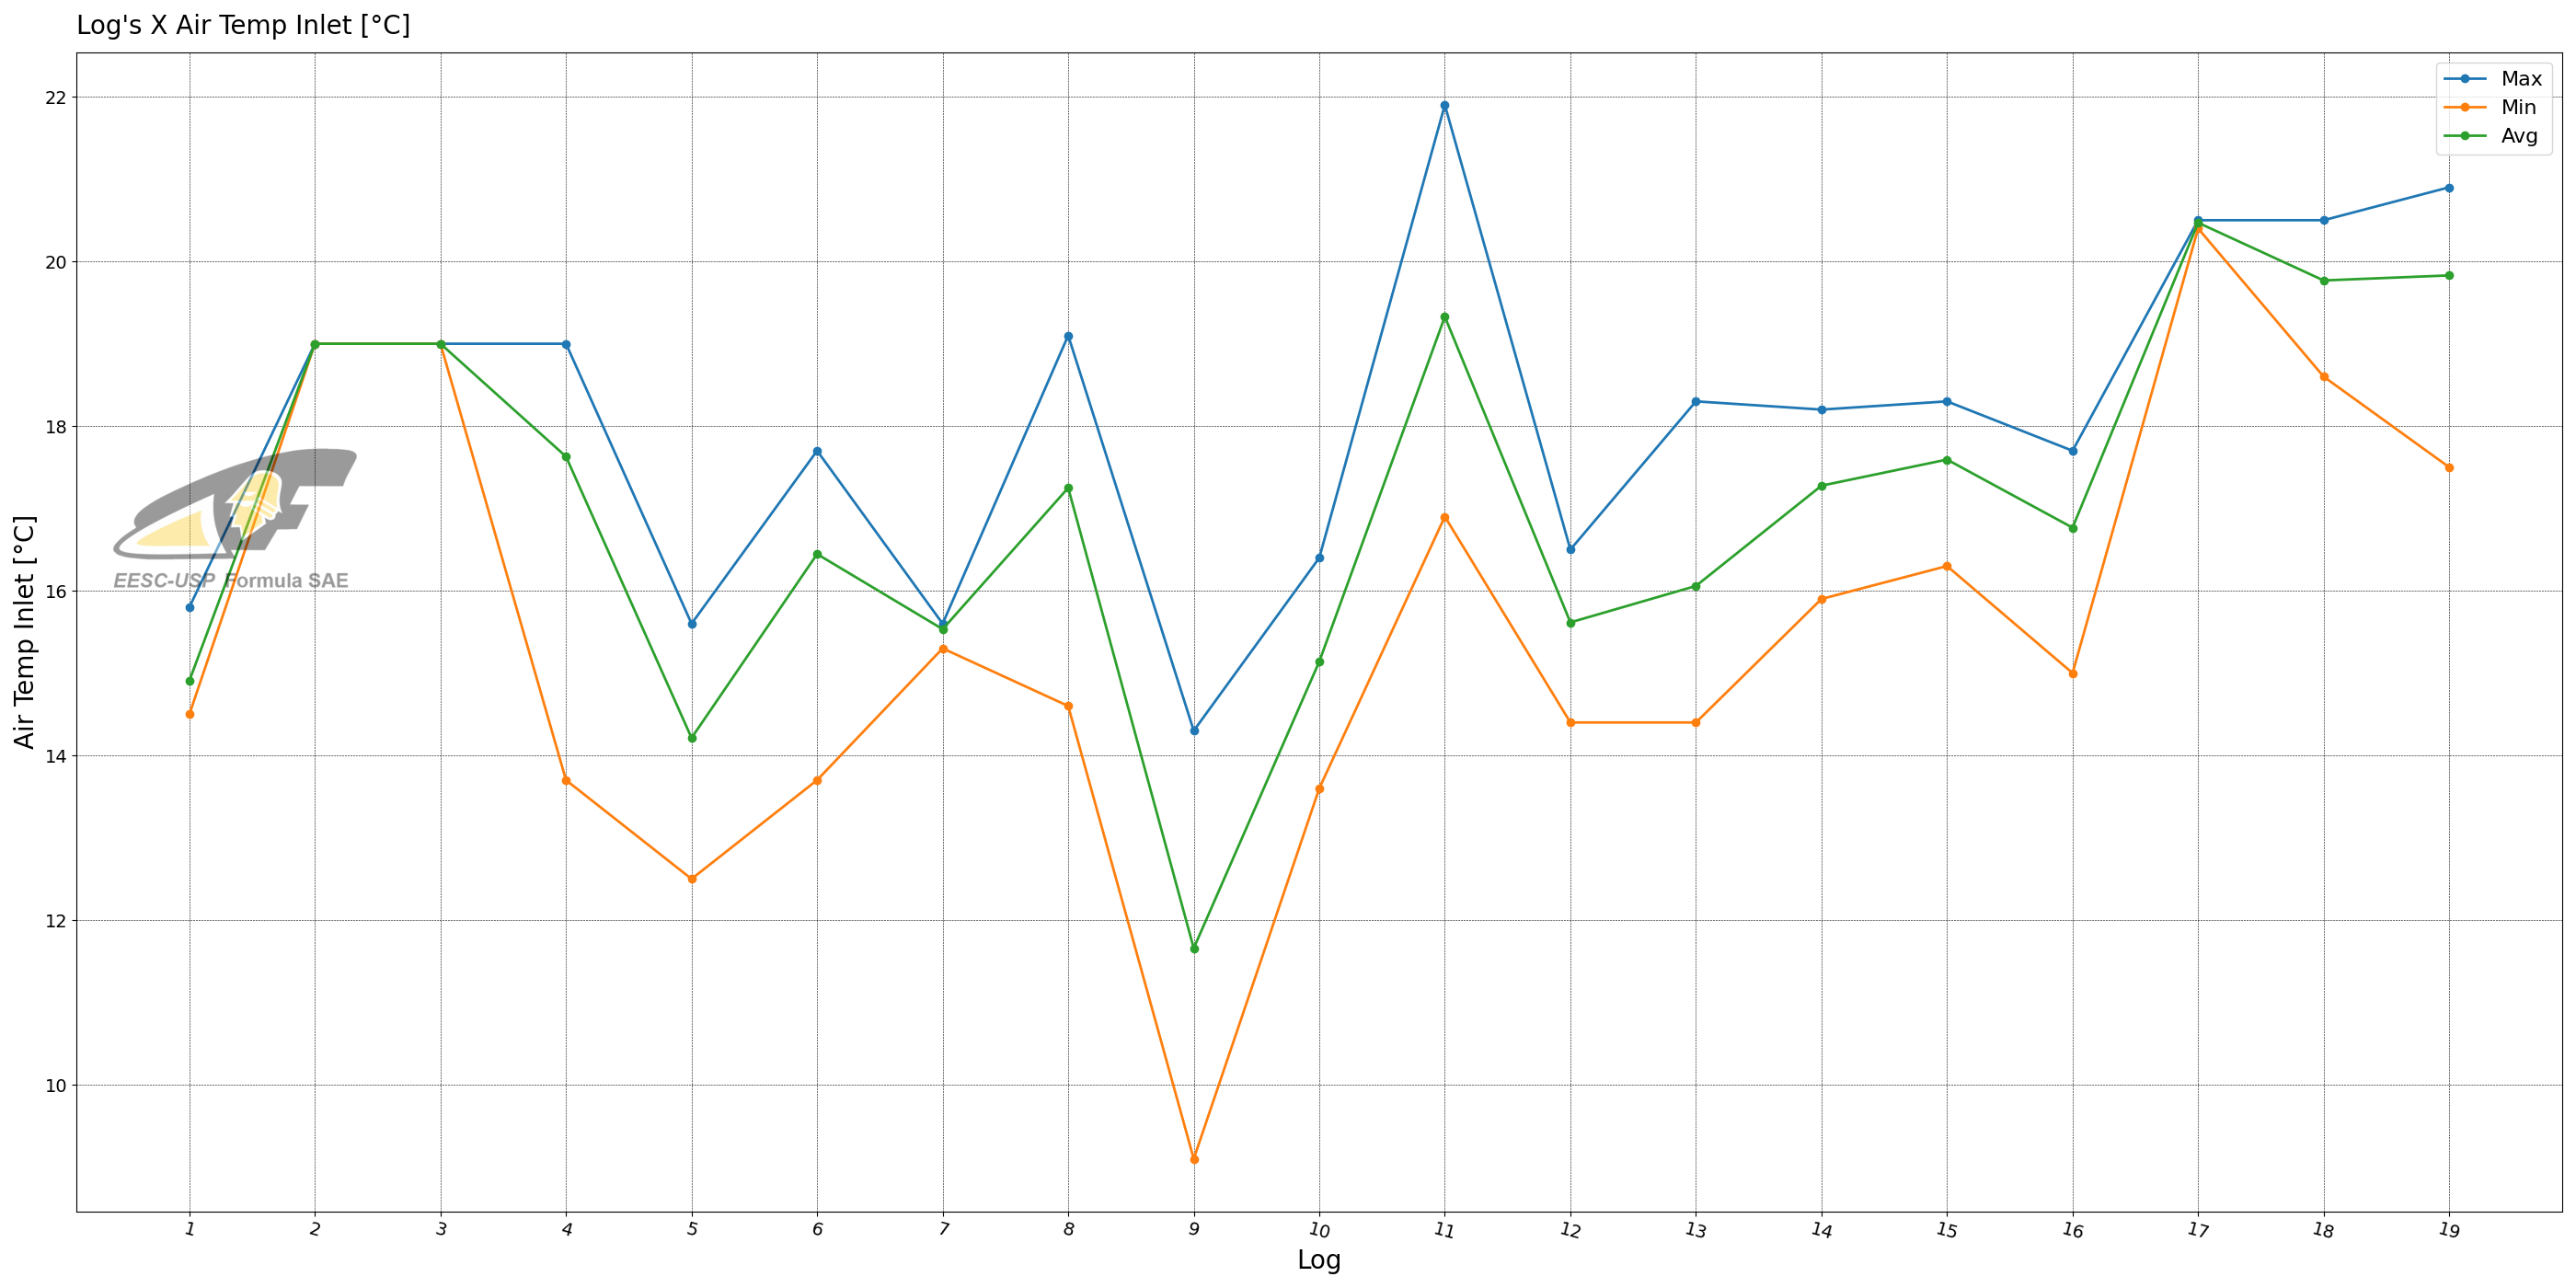 Log's X Air Temp Inlet [°C]
Max
Min
Avg
22
20
18
16
14
12
10
Air Temp Inlet [°C]
EESC-USP Formula SAE
1 2 3 4 5 6 7 8 9 10 11 12 13 14 15 16 17 18 19
Log